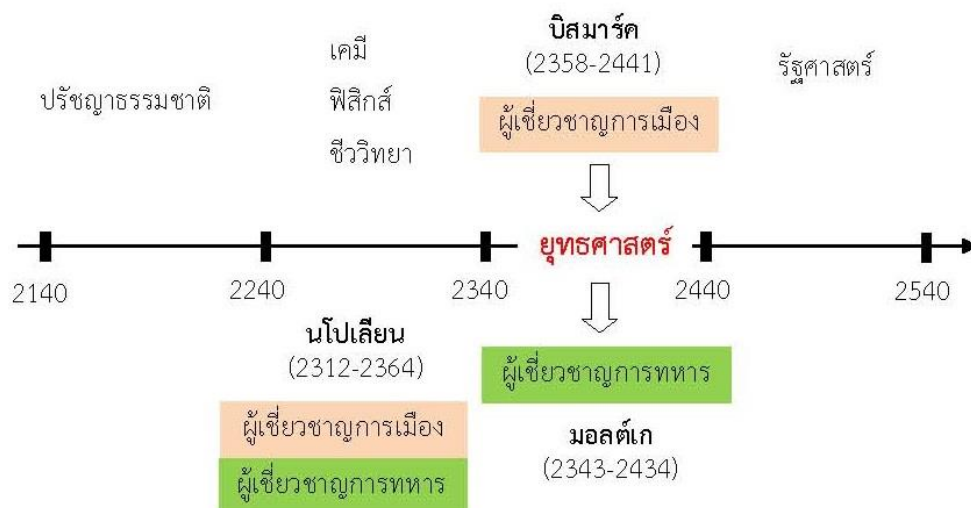 ปรัชญาธรรมชาติ
เคมี
ฟิสิกส์
ชีววิทยา
บิสมาร์ค
(2358-2441)
ผู้เชี่ยวชาญการเมือง
รัฐศาสตร์
ยุทธศาสตร์
2140
2240
2340
2440
2540
นโปเลียน
(2312-2364)
ผู้เชี่ยวชาญการเมือง
ผู้เชี่ยวชาญการทหาร
ผู้เชี่ยวชาญการทหาร
มอลต์เก
(2343-2434)